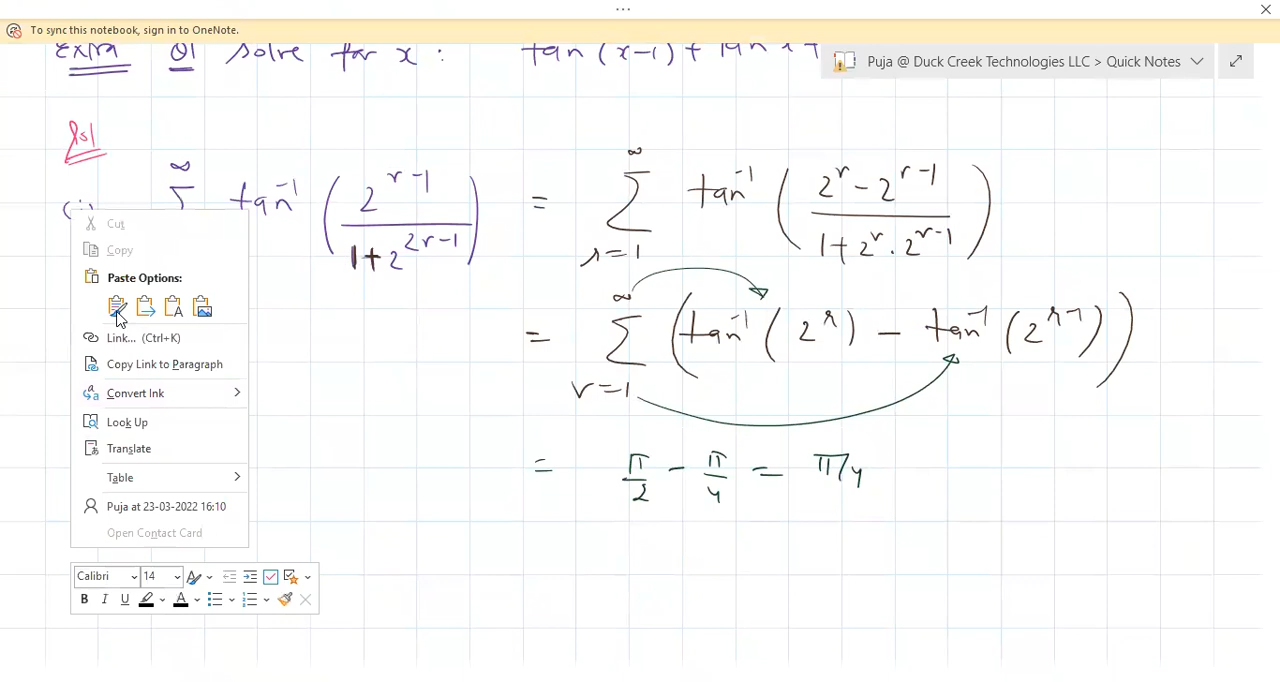 To sync this notebook, sign in to OneNote.
Extra Q1 solve for x :
Puja @ Duck Creek Technologies LLC > Quick Notes
∞ ∑ tan⁻¹ ( 2^(r-1) / (1+2^(2r-1)) ) = ∞ ∑ r=1 tan⁻¹ ( (2^r - 2^(r-1)) / (1+2^r . 2^(r-1)) )
= ∞ ∑ r=1 ( tan⁻¹ (2^r) - tan⁻¹ (2^(r-1)) )
= π/2 - π/4 = π/4
Cut
Copy
Paste Options:
Link... (Ctrl+K)
Copy Link to Paragraph
Convert Ink
Look Up
Translate
Table
Puja at 23-03-2022 16:10
Open Contact Card
Calibri 14
B I U A